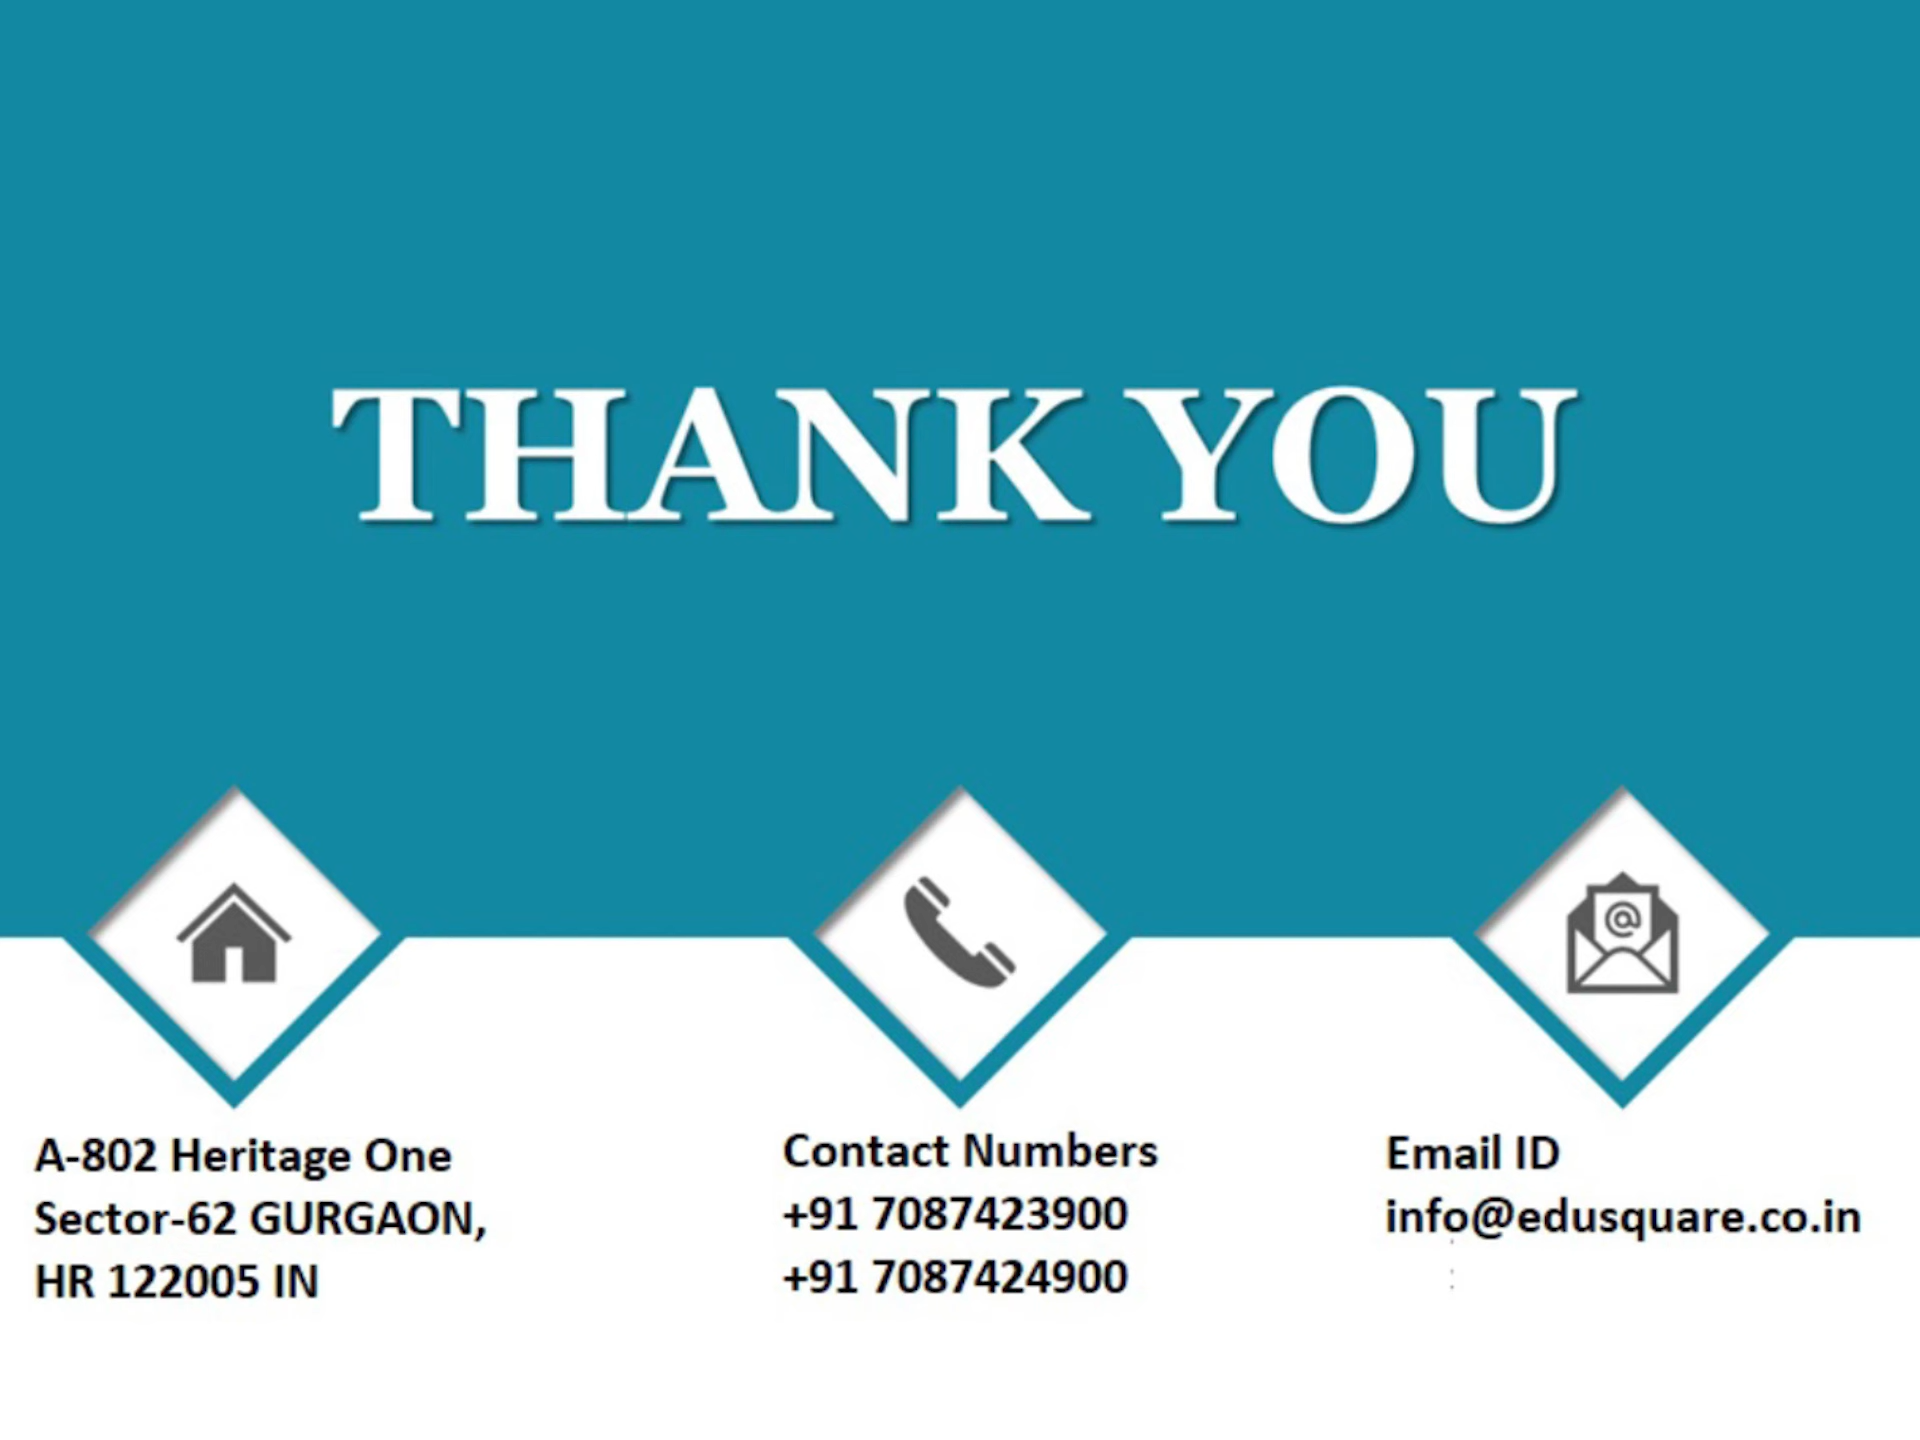 THANK YOU
A-802 Heritage One
Sector-62 GURGAON,
HR 122005 IN
Contact Numbers
+91 7087423900
+91 7087424900
Email ID
info@edusquare.co.in